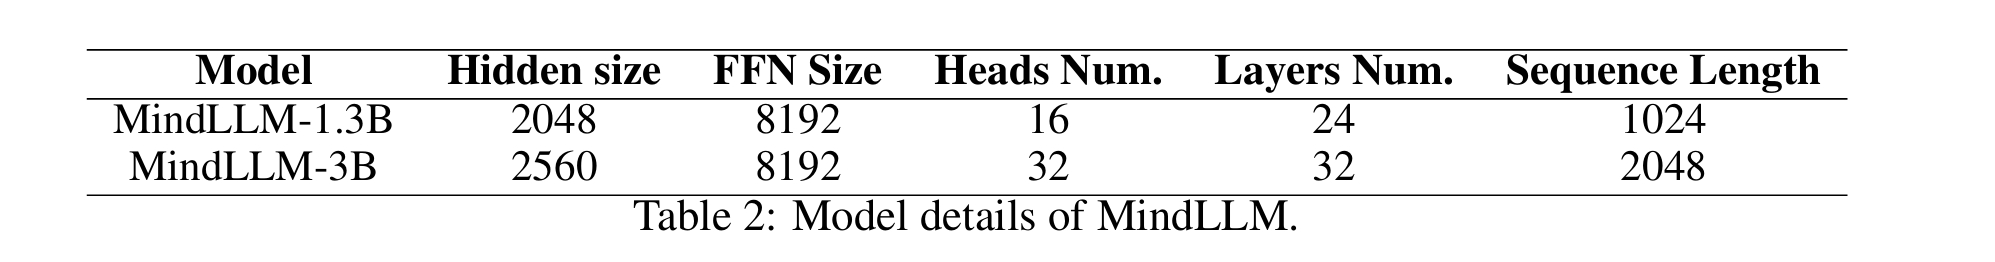 Model Hidden size FFN Size Heads Num. Layers Num. Sequence Length
MindLLM-1.3B 2048 8192 16 24 1024
MindLLM-3B 2560 8192 32 32 2048
Table 2: Model details of MindLLM.